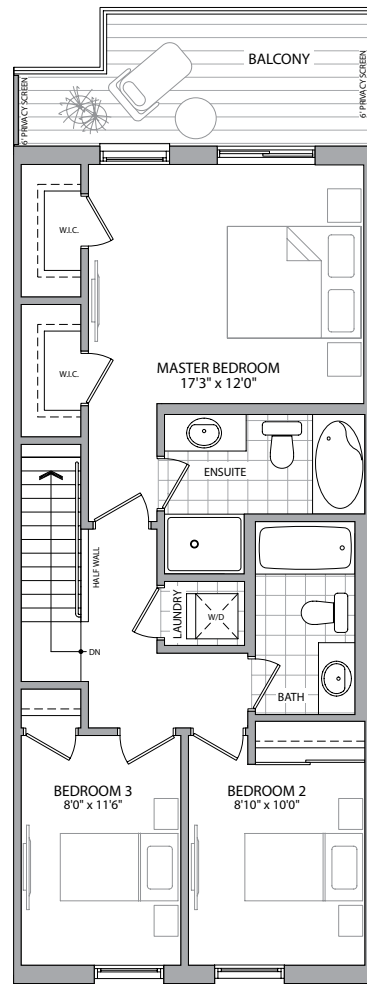 BALCONY
6' PRIVACY SCREEN
6' PRIVACY SCREEN
W.I.C.
W.I.C.
MASTER BEDROOM
17'3" x 12'0"
ENSUITE
HALF WALL
LAUNDRY
W/D
DN
BATH
BEDROOM 3
8'0" x 11'6"
BEDROOM 2
8'10" x 10'0"